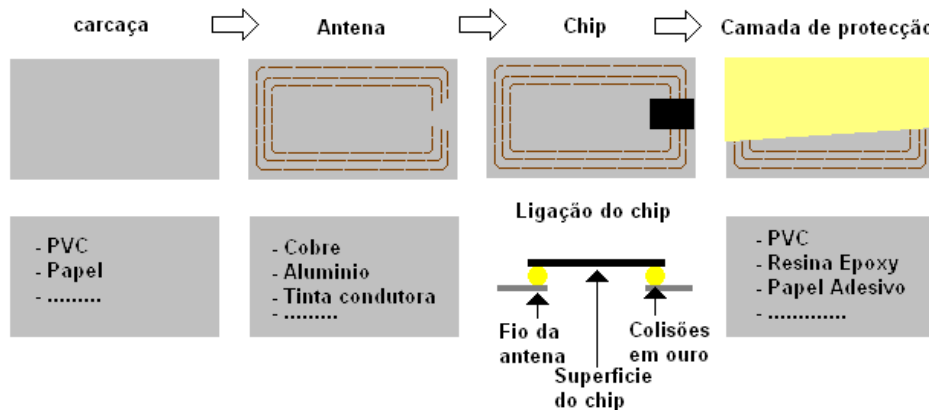 carcaça
Antena
Chip
Camada de protecção
- PVC
- Papel
- .........
- Cobre
- Aluminio
- Tinta condutora
- .........
Ligação do chip
Fio da
antena
Superficie
do chip
Colisões
em ouro
- PVC
- Resina Epoxy
- Papel Adesivo
- .............